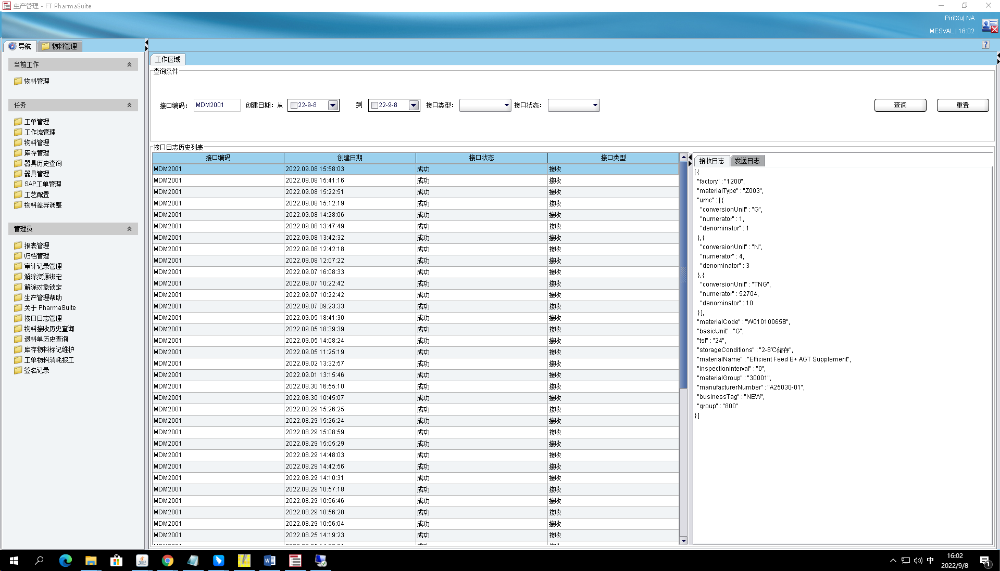 生产管理 - FT PharmaSuite
PiritXu| NA
MESVAL | 16:02
导航
物料管理
当前工作
物料管理
任务
工单管理
工作流管理
物料管理
库存管理
器具历史查询
器具管理
SAP工单管理
工艺配置
物料差异调整
管理员
报表管理
归档管理
审计记录管理
解除资源绑定
解除对象锁定
生产管理帮助
关于 PharmaSuite
接口日志管理
物料接收历史查询
退料单历史查询
库存物料标记维护
工单物料消耗报工
签名记录
工作区域
查询条件
接口编码： MDM2001 创建日期：从 22-9-8 到 22-9-8 接口类型： 接口状态： 查询 重置
接口日志历史列表
接口编码 创建日期 接口状态 接口类型
MDM2001 2022.09.08 15:58:03 成功 接收
MDM2001 2022.09.08 15:41:16 成功 接收
MDM2001 2022.09.08 15:22:51 成功 接收
MDM2001 2022.09.08 15:12:19 成功 接收
MDM2001 2022.09.08 14:28:06 成功 接收
MDM2001 2022.09.08 13:47:49 成功 接收
MDM2001 2022.09.08 13:42:32 成功 接收
MDM2001 2022.09.08 12:42:18 成功 接收
MDM2001 2022.09.08 12:07:22 成功 接收
MDM2001 2022.09.07 16:08:33 成功 接收
MDM2001 2022.09.07 10:22:42 成功 接收
MDM2001 2022.09.07 10:22:42 成功 接收
MDM2001 2022.09.07 09:23:33 成功 接收
MDM2001 2022.09.05 18:41:30 成功 接收
MDM2001 2022.09.05 18:39:39 成功 接收
MDM2001 2022.09.05 14:08:24 成功 接收
MDM2001 2022.09.05 11:25:19 成功 接收
MDM2001 2022.09.02 13:32:57 成功 接收
MDM2001 2022.09.01 13:15:46 成功 接收
MDM2001 2022.08.30 16:55:10 成功 接收
MDM2001 2022.08.30 10:45:07 成功 接收
MDM2001 2022.08.29 15:26:25 成功 接收
MDM2001 2022.08.29 15:26:24 成功 接收
MDM2001 2022.08.29 15:08:59 成功 接收
MDM2001 2022.08.29 15:05:29 成功 接收
MDM2001 2022.08.29 14:48:03 成功 接收
MDM2001 2022.08.29 14:42:56 成功 接收
MDM2001 2022.08.29 14:10:31 成功 接收
MDM2001 2022.08.29 10:57:18 成功 接收
MDM2001 2022.08.29 10:56:46 成功 接收
MDM2001 2022.08.29 10:56:28 成功 接收
MDM2001 2022.08.29 10:56:04 成功 接收
MDM2001 2022.08.25 14:19:23 成功 接收
接收日志
发送日志
[ {
"factory" : "1200",
"materialType" : "Z003",
"umc" : [ {
"conversionUnit" : "G",
"numerator" : 1,
"denominator" : 1
}, {
"conversionUnit" : "N",
"numerator" : 4,
"denominator" : 3
}, {
"conversionUnit" : "TNG",
"numerator" : 52704,
"denominator" : 10
} ],
"materialCode" : "W01010065B",
"basicUnit" : "G",
"tsl" : "24",
"storageConditions" : "2-8℃储存",
"materialName" : "Efficient Feed B+ AGT Supplement",
"inspectionInterval" : "0",
"materialGroup" : "30001",
"manufacturerNumber" : "A25030-01",
"businessTag" : "NEW",
"group" : "800"
} ]
中
16:02
2022/9/8
1